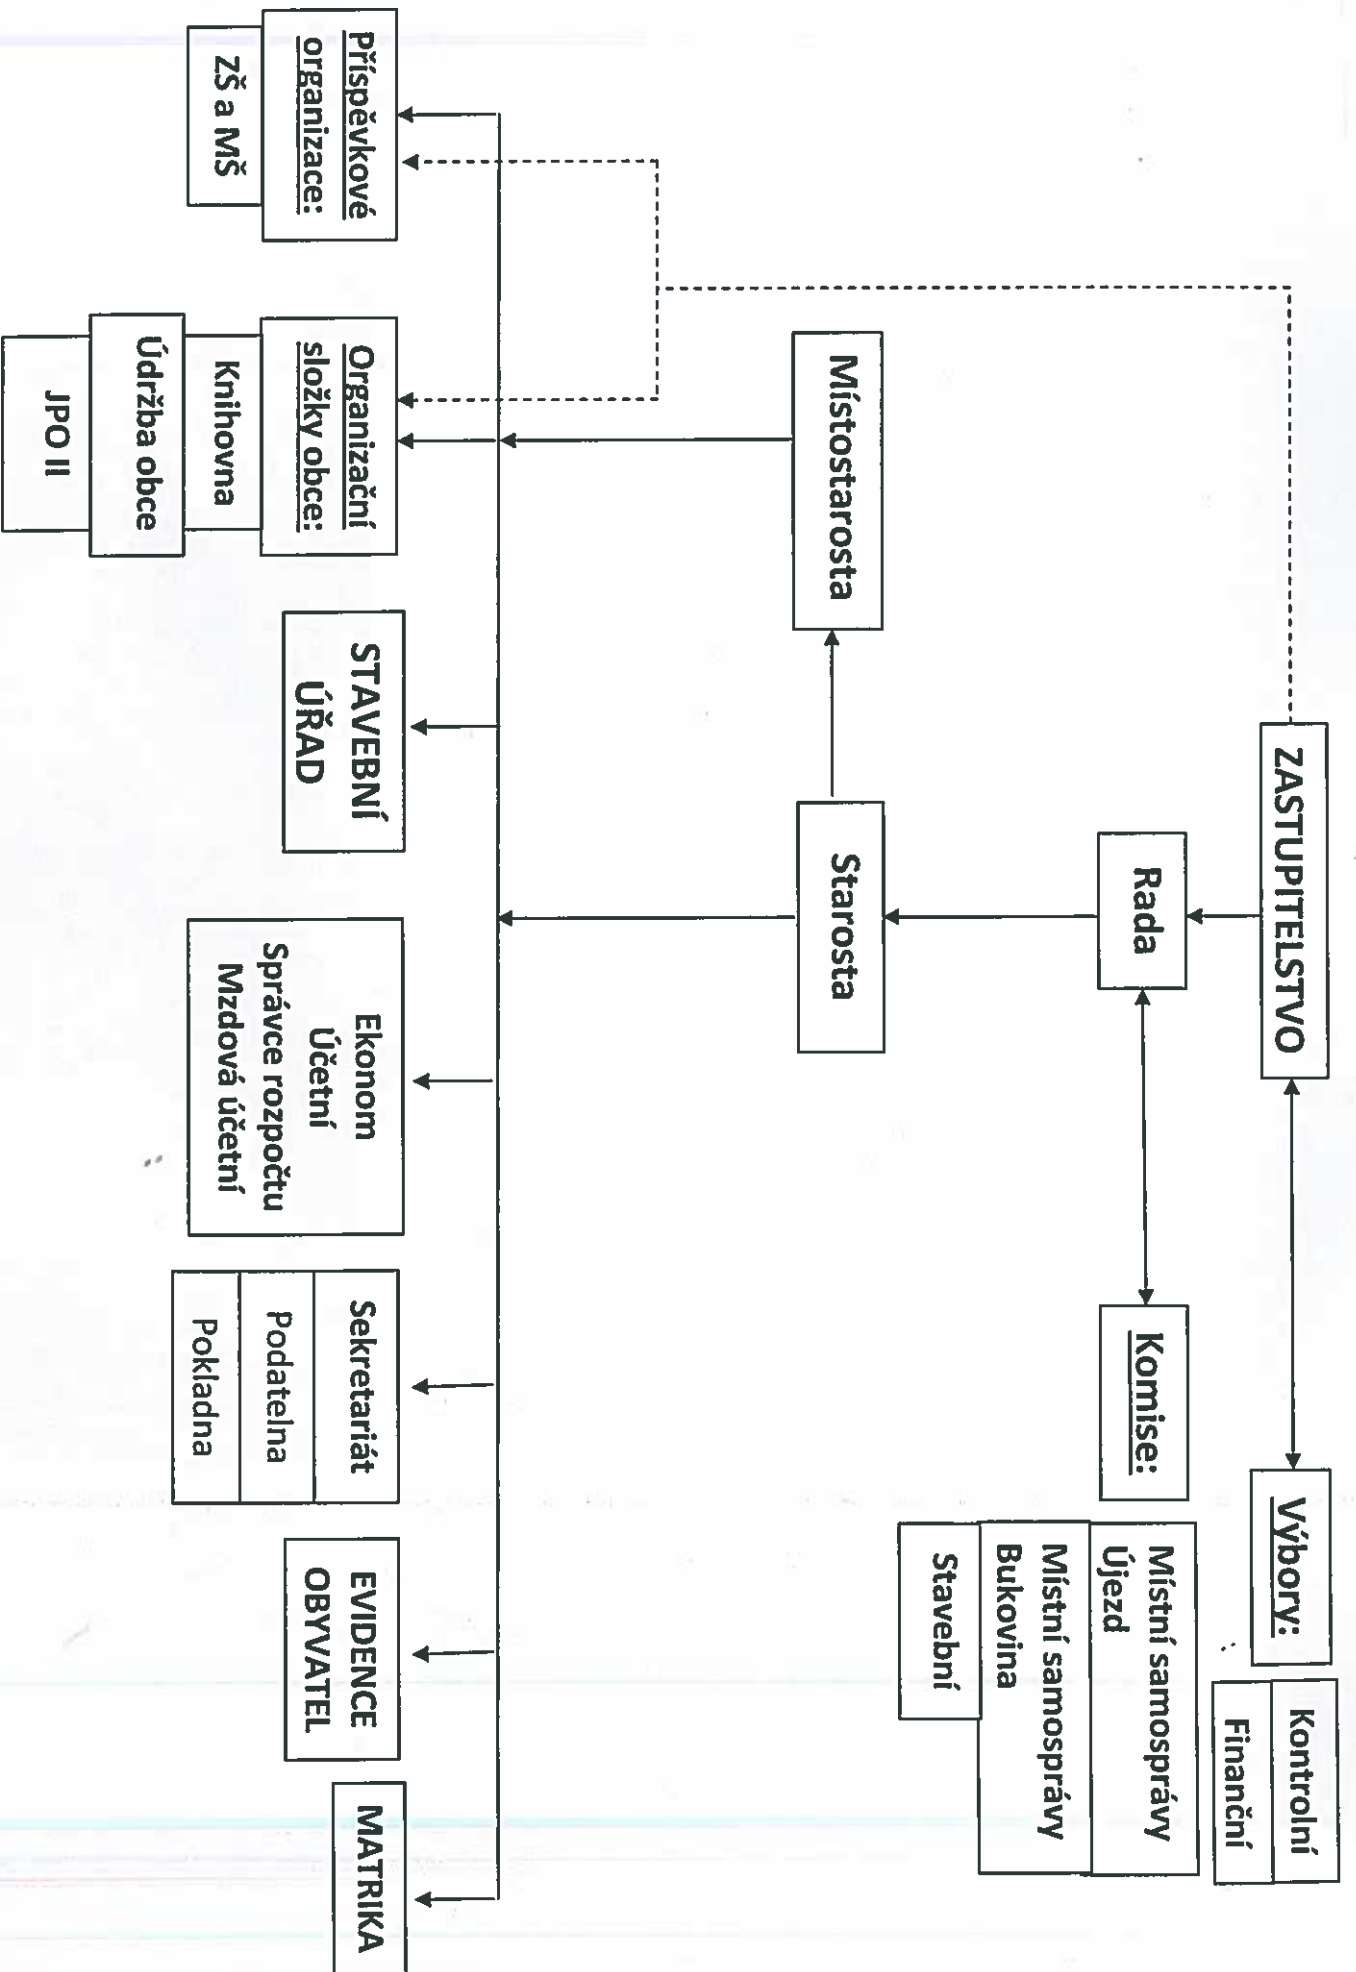 ZASTUPITELSTVO
Výbory:
Kontrolní
Finanční
Rada
Komise:
Místní samosprávy
Újezd
Místní samosprávy
Bukovina
Stavební
Místostarosta
Starosta
Příspěvkové
organizace:
ZŠ a MŠ
Organizační
složky obce:
Knihovna
Údržba obce
JPO II
STAVEBNÍ
ÚŘAD
Ekonom
Účetní
Správce rozpočtu
Mzdová účetní
Sekretariát
Podatelna
Pokladna
EVIDENCE
OBYVATEL
MATRIKA